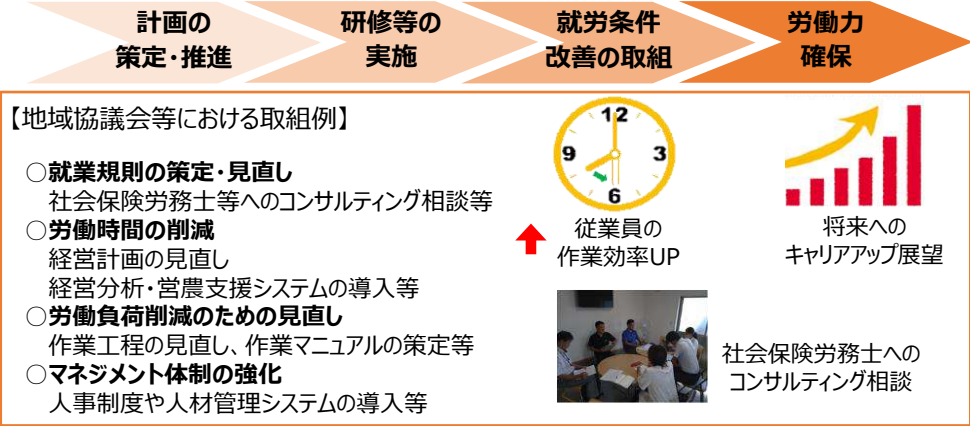 計画の
策定・推進
研修等の
実施
就労条件
改善の取組
労働力
確保
【地域協議会等における取組例】
○就業規則の策定・見直し
社会保険労務士等へのコンサルティング相談等
○労働時間の削減
経営計画の見直し
経営分析・営農支援システムの導入等
○労働負荷削減のための見直し
作業工程の見直し、作業マニュアルの策定等
○マネジメント体制の強化
人事制度や人材管理システムの導入等
12
9
3
6
従業員の
作業効率UP
将来への
キャリアアップ展望
社会保険労務士への
コンサルティング相談